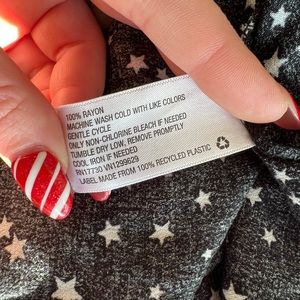 100% RAYON
MACHINE WASH COLD WITH LIKE COLORS
GENTLE CYCLE
ONLY NON-CHLORINE BLEACH IF NEEDED
TUMBLE DRY LOW. REMOVE PROMPTLY
COOL IRON IF NEEDED
RN17730 VN1299629
LABEL MADE FROM 100% RECYCLED PLASTIC